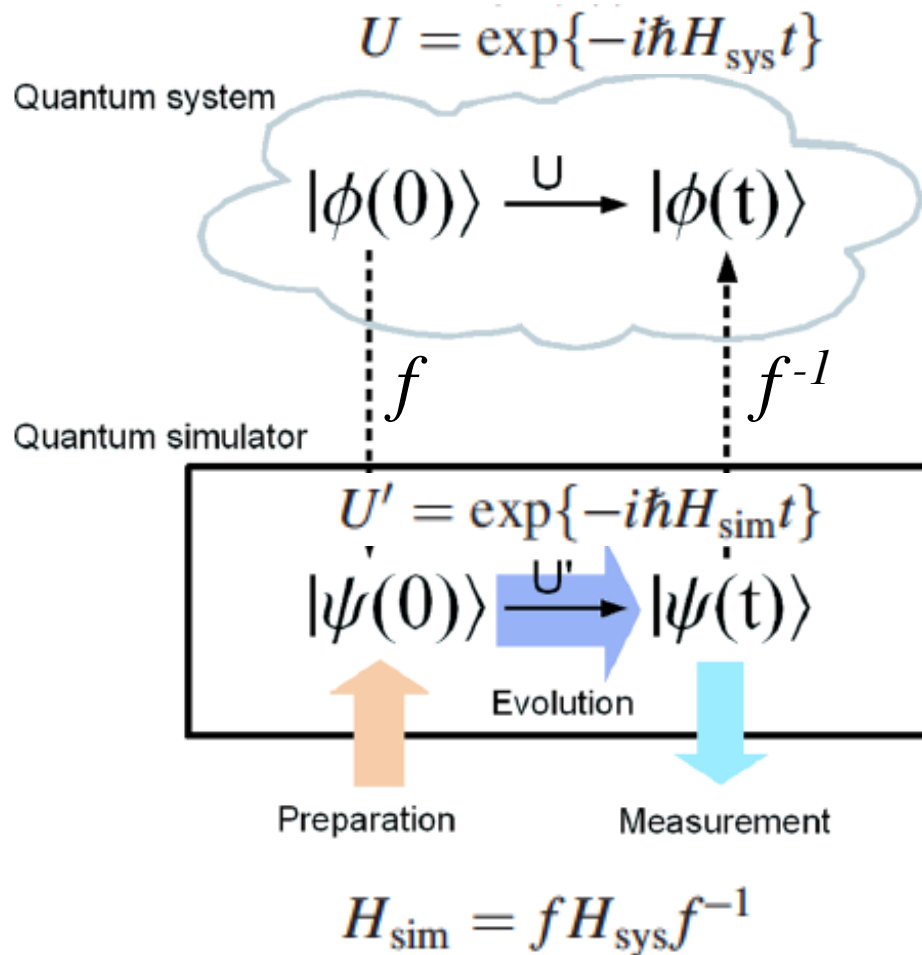 U = exp{−iħH_sys t}
Quantum system
|ϕ(0)⟩ U |ϕ(t)⟩
f f⁻¹
Quantum simulator
U' = exp{−iħH_sim t}
|ψ(0)⟩ U' |ψ(t)⟩
Evolution
Preparation Measurement
H_sim = f H_sys f⁻¹